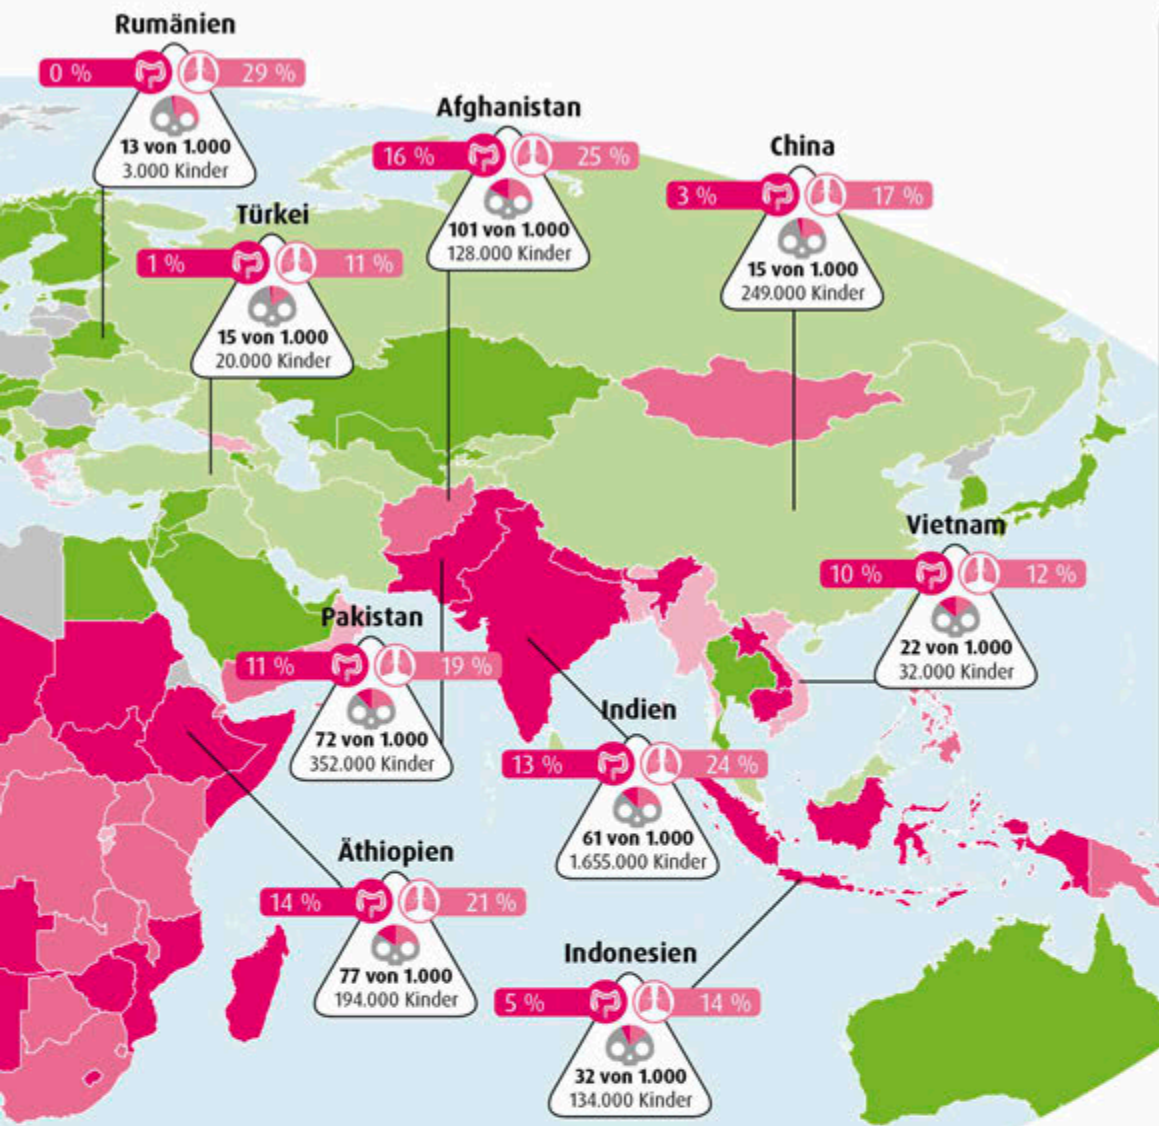 Rumänien
0 % 29 %
13 von 1.000
3.000 Kinder
Afghanistan
16 % 25 %
101 von 1.000
128.000 Kinder
China
3 % 17 %
15 von 1.000
249.000 Kinder
Türkei
1 % 11 %
15 von 1.000
20.000 Kinder
Vietnam
10 % 12 %
22 von 1.000
32.000 Kinder
Pakistan
11 % 19 %
72 von 1.000
352.000 Kinder
Indien
13 % 24 %
61 von 1.000
1.655.000 Kinder
Äthiopien
14 % 21 %
77 von 1.000
194.000 Kinder
Indonesien
5 % 14 %
32 von 1.000
134.000 Kinder